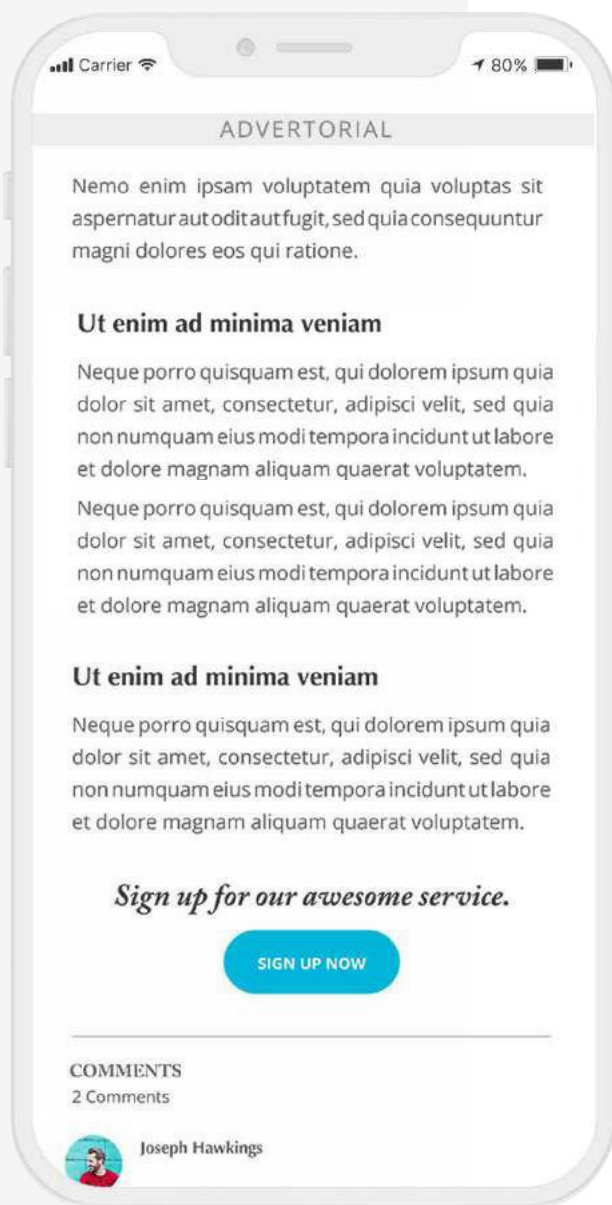 Carrier 80%
ADVERTORIAL
Nemo enim ipsam voluptatem quia voluptas sit
aspernatur aut odit aut fugit, sed quia consequuntur
magni dolores eos qui ratione.
Ut enim ad minima veniam
Neque porro quisquam est, qui dolorem ipsum quia
dolor sit amet, consectetur, adipisci velit, sed quia
non numquam eius modi tempora incidunt ut labore
et dolore magnam aliquam quaerat voluptatem.
Neque porro quisquam est, qui dolorem ipsum quia
dolor sit amet, consectetur, adipisci velit, sed quia
non numquam eius modi tempora incidunt ut labore
et dolore magnam aliquam quaerat voluptatem.
Ut enim ad minima veniam
Neque porro quisquam est, qui dolorem ipsum quia
dolor sit amet, consectetur, adipisci velit, sed quia
non numquam eius modi tempora incidunt ut labore
et dolore magnam aliquam quaerat voluptatem.
Sign up for our awesome service.
SIGN UP NOW
COMMENTS
2 Comments
Joseph Hawkings